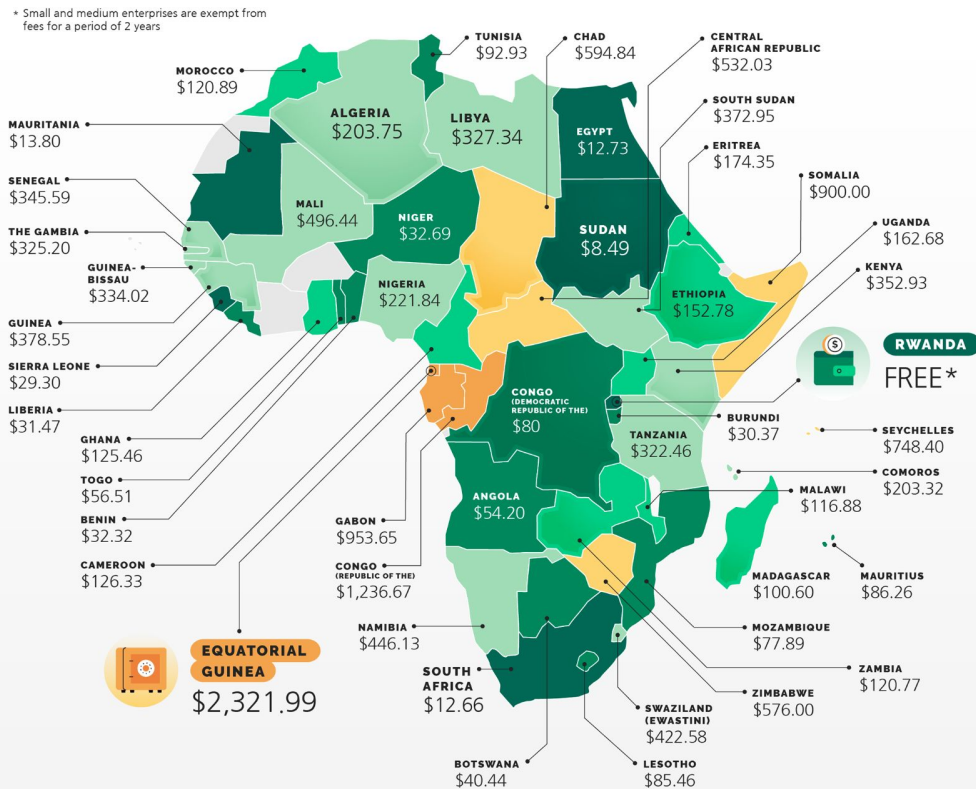 * Small and medium enterprises are exempt from
fees for a period of 2 years
TUNISIA
$92.93
CHAD
$594.84
CENTRAL
AFRICAN REPUBLIC
$532.03
MOROCCO
$120.89
SOUTH SUDAN
$372.95
ALGERIA
$203.75
LIBYA
$327.34
EGYPT
$12.73
MAURITANIA
$13.80
ERITREA
$174.35
SOMALIA
$900.00
SENEGAL
$345.59
MALI
$496.44
NIGER
$32.69
SUDAN
$8.49
UGANDA
$162.68
THE GAMBIA
$325.20
GUINEA-
BISSAU
$334.02
NIGERIA
$221.84
ETHIOPIA
$152.78
KENYA
$352.93
GUINEA
$378.55
RWANDA
FREE*
SIERRA LEONE
$29.30
LIBERIA
$31.47
CONGO
(DEMOCRATIC
REPUBLIC OF THE)
$80
BURUNDI
$30.37
SEYCHELLES
$748.40
GHANA
$125.46
TANZANIA
$322.46
COMOROS
$203.32
TOGO
$56.51
ANGOLA
$54.20
MALAWI
$116.88
BENIN
$32.32
GABON
$953.65
CAMEROON
$126.33
CONGO
(REPUBLIC OF THE)
$1,236.67
MADAGASCAR
$100.60
MAURITIUS
$86.26
NAMIBIA
$446.13
MOZAMBIQUE
$77.89
EQUATORIAL
GUINEA
$2,321.99
SOUTH
AFRICA
$12.66
ZAMBIA
$120.77
ZIMBABWE
$576.00
SWAZILAND
(EWASTINI)
$422.58
BOTSWANA
$40.44
LESOTHO
$85.46